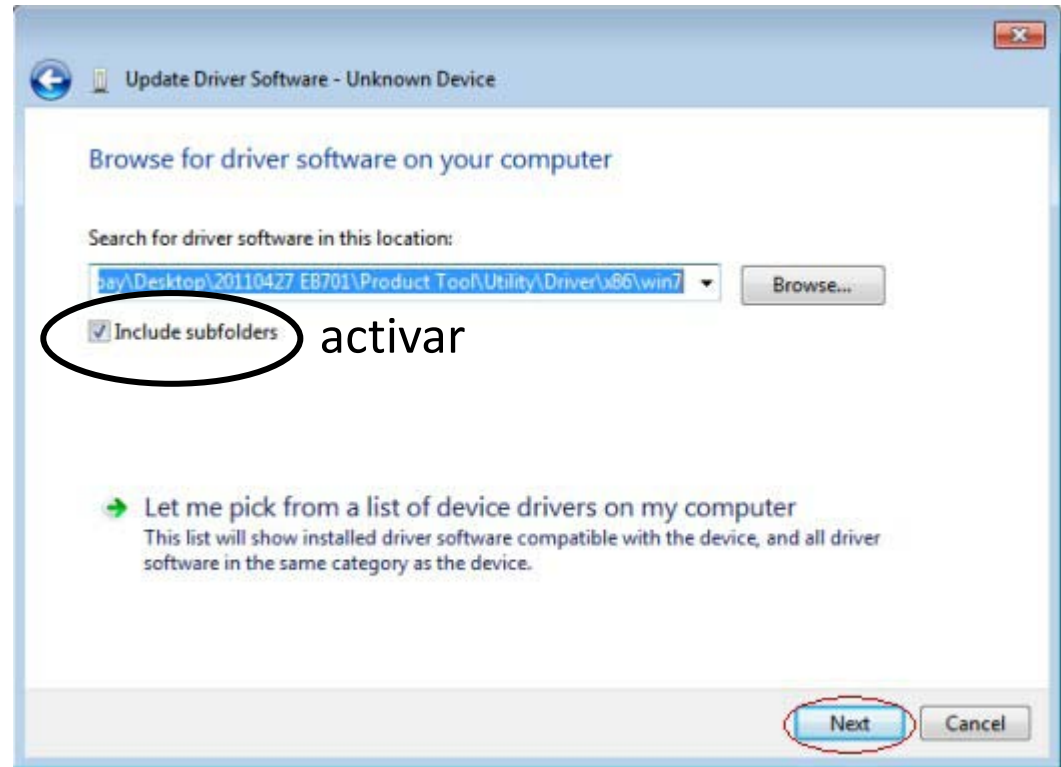 Update Driver Software - Unknown Device
Browse for driver software on your computer
Search for driver software in this location:
bay\Desktop\20110427 EB701\Product Tool\Utility\Driver\x86\win7
Browse...
Include subfolders
activar
Let me pick from a list of device drivers on my computer
This list will show installed driver software compatible with the device, and all driver
software in the same category as the device.
Next
Cancel